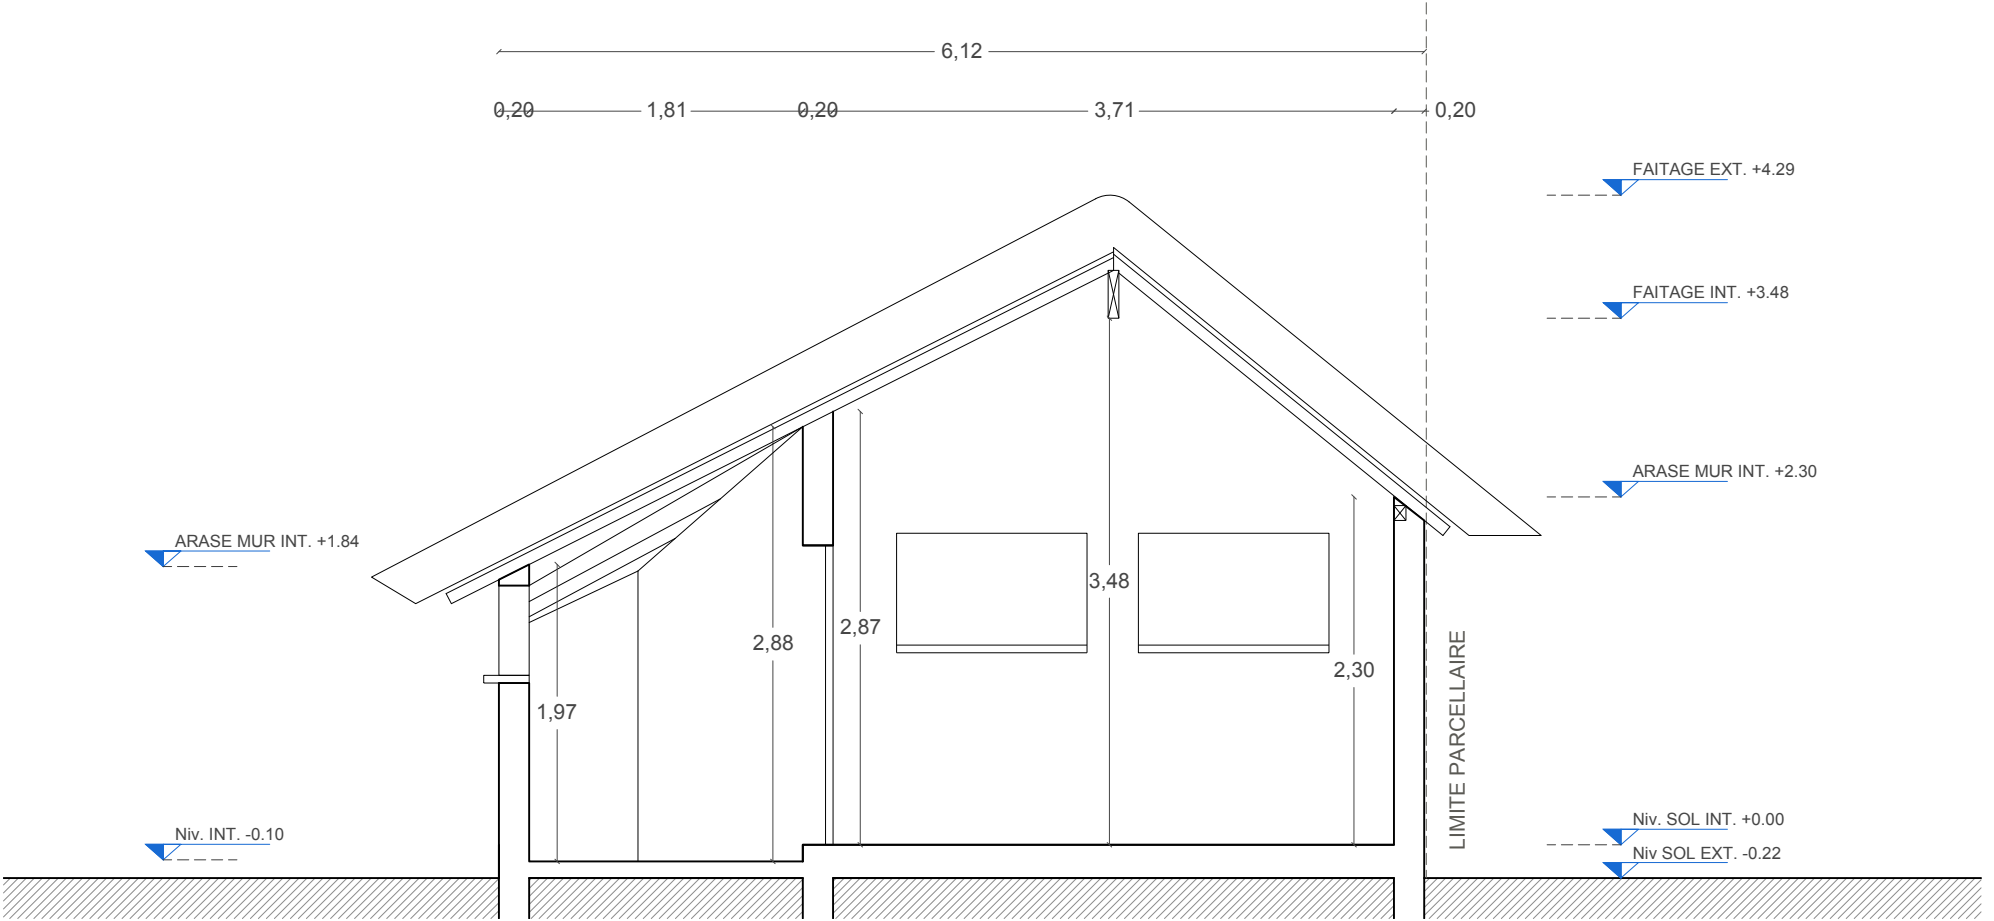 6,12
0,20
1,81
0,20
3,71
0,20
FAITAGE EXT. +4.29
FAITAGE INT. +3.48
ARASE MUR INT. +2.30
ARASE MUR INT. +1.84
3,48
2,87
2,88
2,30
1,97
LIMITE PARCELLAIRE
Niv. INT. -0.10
Niv. SOL INT. +0.00
Niv SOL EXT. -0.22